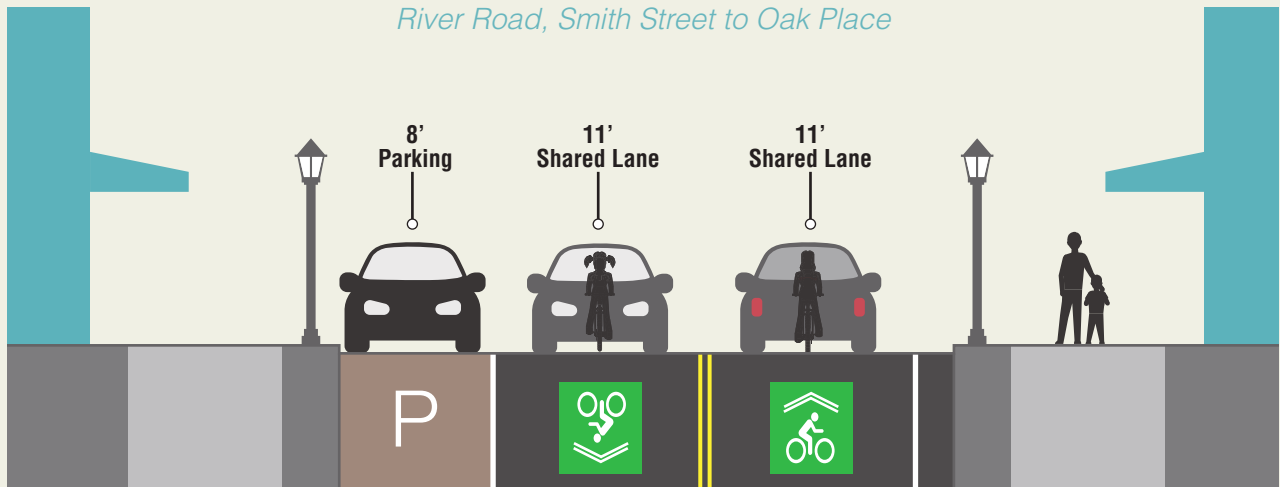 River Road, Smith Street to Oak Place
8’
Parking
11’
Shared Lane
11’
Shared Lane
P